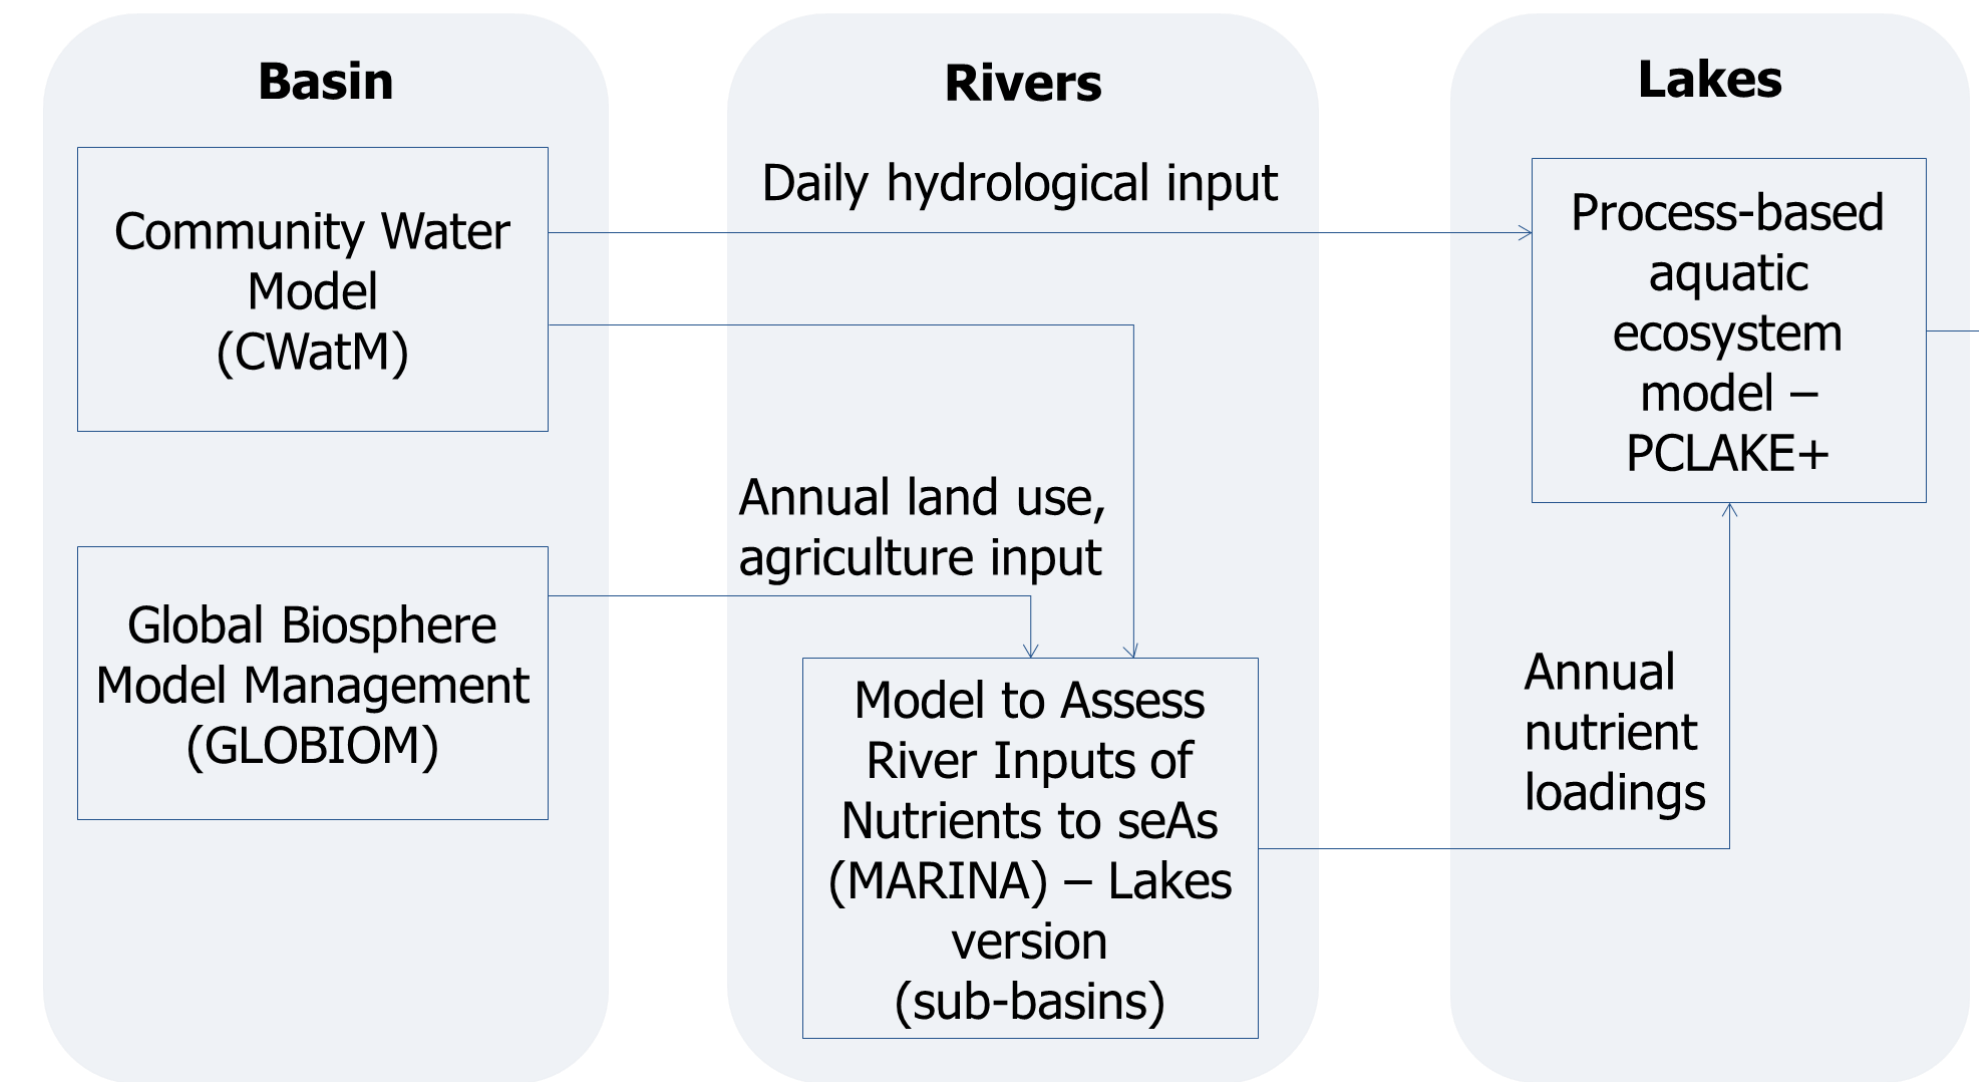 Basin
Community Water
Model
(CWatM)
Global Biosphere
Model Management
(GLOBIOM)
Rivers
Daily hydrological input
Annual land use,
agriculture input
Model to Assess
River Inputs of
Nutrients to seAs
(MARINA) – Lakes
version
(sub-basins)
Lakes
Process-based
aquatic
ecosystem
model –
PCLAKE+
Annual
nutrient
loadings